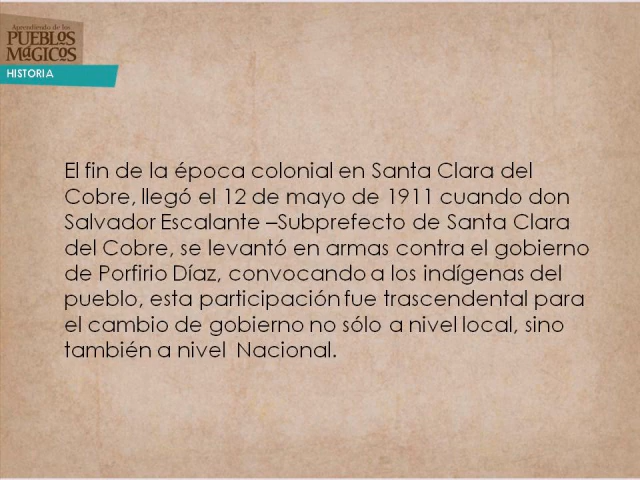 Aprendiendo de los
PUEBLOS
MáGICOS
HISTORIA
El fin de la época colonial en Santa Clara del
Cobre, llegó el 12 de mayo de 1911 cuando don
Salvador Escalante –Subprefecto de Santa Clara
del Cobre, se levantó en armas contra el gobierno
de Porfirio Díaz, convocando a los indígenas del
pueblo, esta participación fue trascendental para
el cambio de gobierno no sólo a nivel local, sino
también a nivel Nacional.